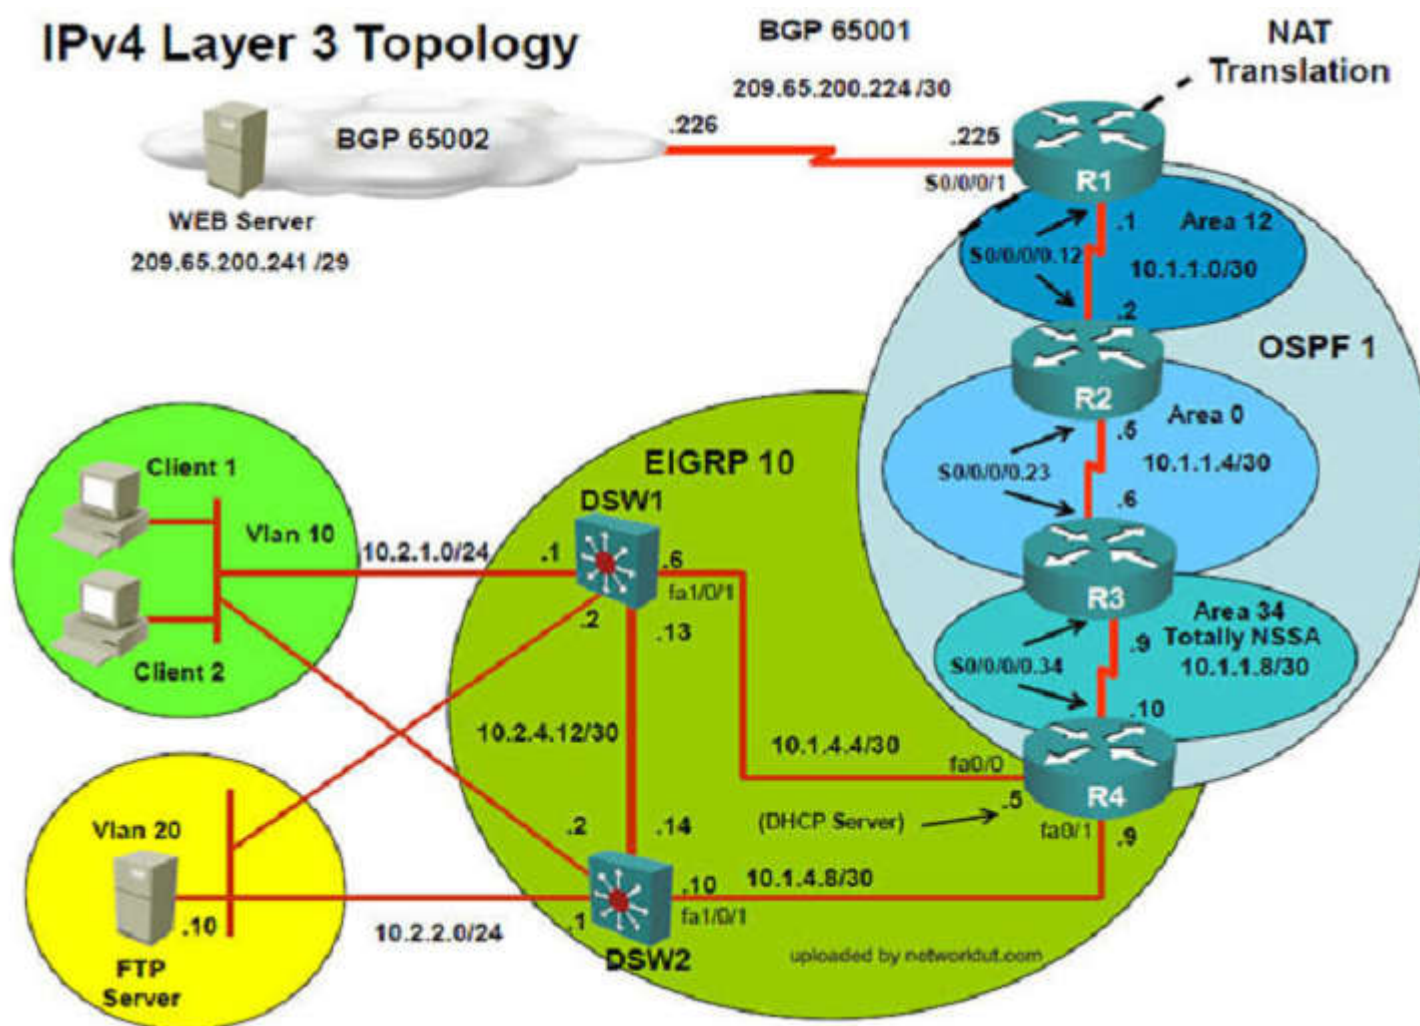 IPv4 Layer 3 Topology
BGP 65001
NAT
Translation
209.65.200.224 /30
BGP 65002
.226
.225
S0/0/0/1
R1
WEB Server
209.65.200.241 /29
.1
Area 12
S0/0/0/0.12
10.1.1.0/30
.2
OSPF 1
R2
.5
Area 0
S0/0/0/0.23
10.1.1.4/30
.6
R3
Area 34
Totally NSSA
.9
10.1.1.8/30
S0/0/0/0.34
.10
R4
EIGRP 10
DSW1
Client 1
Vlan 10
10.2.1.0/24
.1
.6
fa1/0/1
.2
.13
Client 2
10.2.4.12/30
10.1.4.4/30
fa0/0
.5
(DHCP Server)
fa0/1
.9
Vlan 20
.2
.14
.10
10.1.4.8/30
fa1/0/1
.10
10.2.2.0/24
.1
DSW2
FTP
Server
uploaded by networktut.com